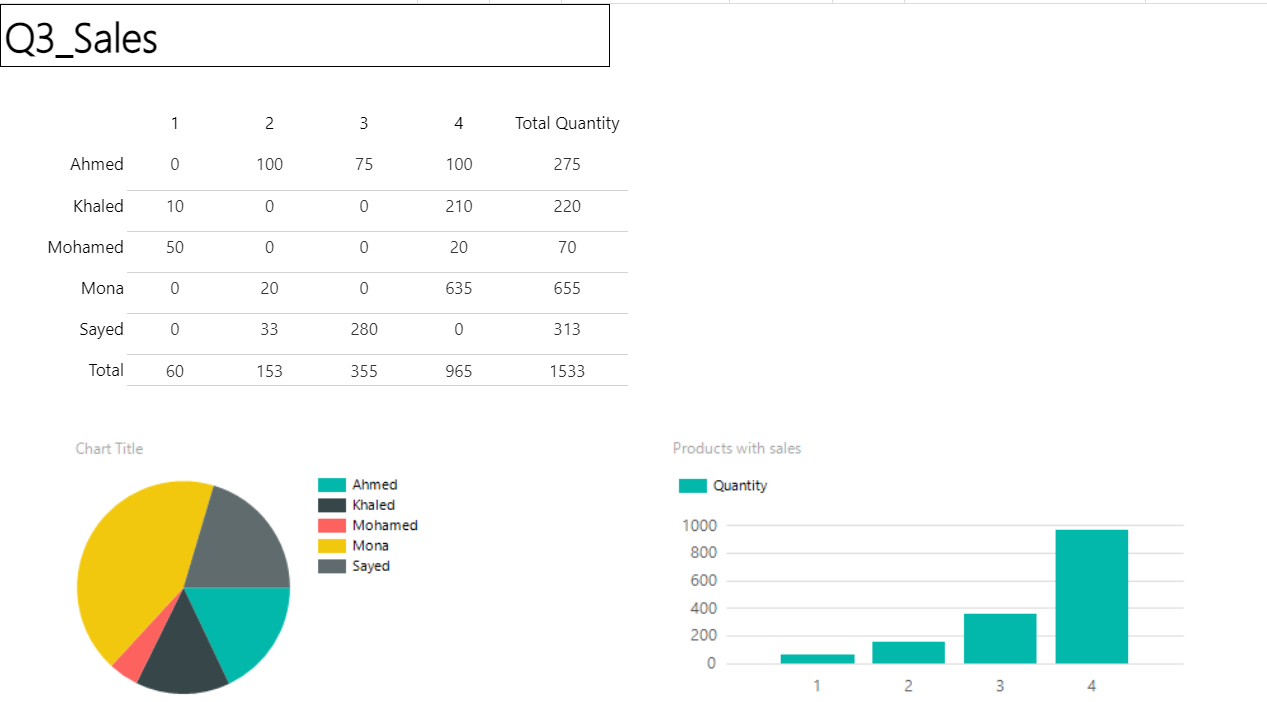 Q3_Sales
1 2 3 4 Total Quantity
Ahmed 0 100 75 100 275
Khaled 10 0 0 210 220
Mohamed 50 0 0 20 70
Mona 0 20 0 635 655
Sayed 0 33 280 0 313
Total 60 153 355 965 1533
Chart Title
Ahmed
Khaled
Mohamed
Mona
Sayed
Products with sales
Quantity
1000
800
600
400
200
0
1 2 3 4